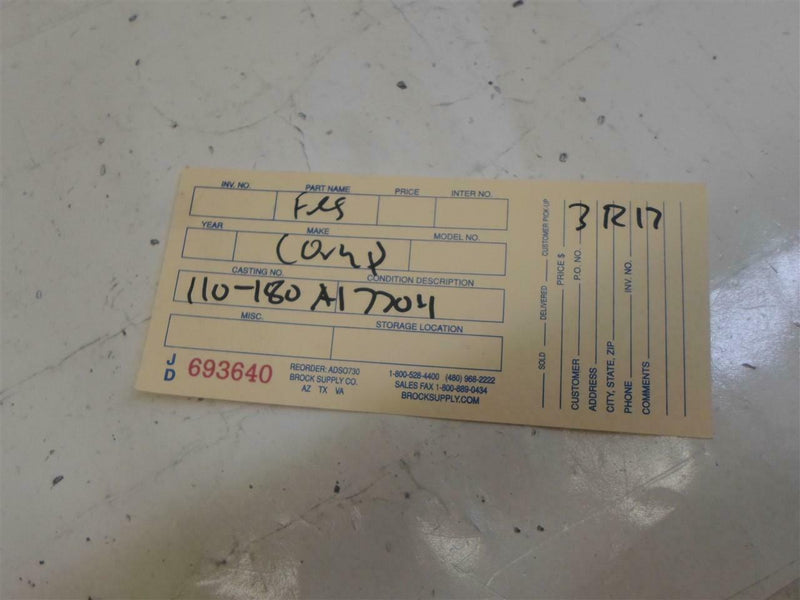 INV. NO. PART NAME PRICE INTER NO.
YEAR MAKE MODEL NO.
Comp
CASTING NO. CONDITION DESCRIPTION
110-180 A17704
MISC. STORAGE LOCATION
JD 693640
REORDER: ADSO730
BROCK SUPPLY CO.
AZ TX VA
1-800-528-4400 (480) 968-2222
SALES FAX 1-800-889-0434
BROCKSUPPLY.COM
SOLD DELIVERED CUSTOMER PICK-UP
PRICE $
CUSTOMER P.O. NO.
ADDRESS
CITY, STATE, ZIP
PHONE INV. NO.
COMMENTS
3 R 17